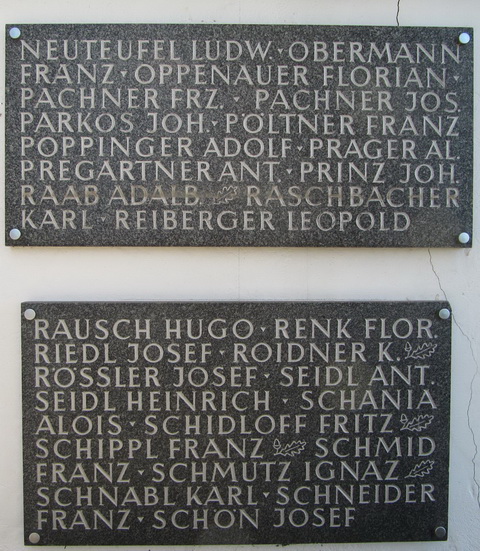 NEUTEUFEL LUDW. · OBERMANN
FRANZ · OPPENAUER FLORIAN ·
PACHNER FRZ. · PACHNER JOS.
PARKOS JOH. · PÖLTNER FRANZ
POPPINGER ADOLF · PRAGER AL.
PREGARTNER ANT. · PRINZ JOH.
RAAB ADALB. RASCHBACHER
KARL · REIBERGER LEOPOLD
RAUSCH HUGO · RENK FLOR.
RIEDL JOSEF · ROIDNER K.
RÖSSLER JOSEF · SEIDL ANT.
SEIDL HEINRICH · SCHANIA
ALOIS · SCHIDLOFF FRITZ
SCHIPPL FRANZ SCHMID
FRANZ · SCHMUTZ IGNAZ
SCHNABL KARL · SCHNEIDER
FRANZ · SCHÖN JOSEF